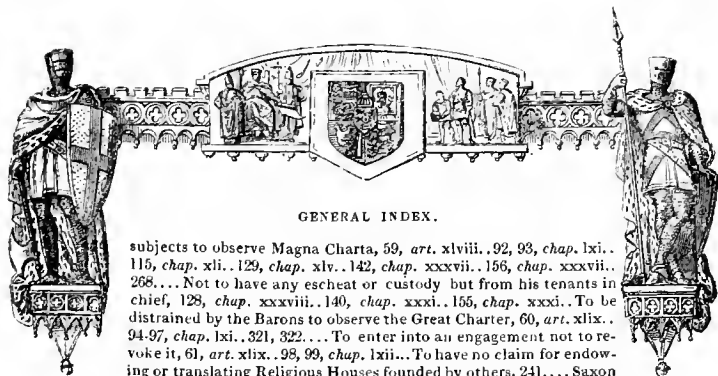 GENERAL INDEX.
subjects to observe Magna Charta, 59, art. xlviii..92, 93, chap. lxi..
115, chap. xli..129, chap. xlv..142, chap. xxxvii..156, chap. xxxvii..
268....Not to have any escheat or custody but from his tenants in
chief, 128, chap. xxxviii..140, chap. xxxi..155, chap. xxxi..To be
distrained by the Barons to observe the Great Charter, 60, art. xlix..
94-97, chap. lxi..321, 322....To enter into an engagement not to re-
voke it, 61, art. xlix..98, 99, chap. lxii...To have no claim for endow-
ing or translating Religious Houses founded by others, 241....Saxon